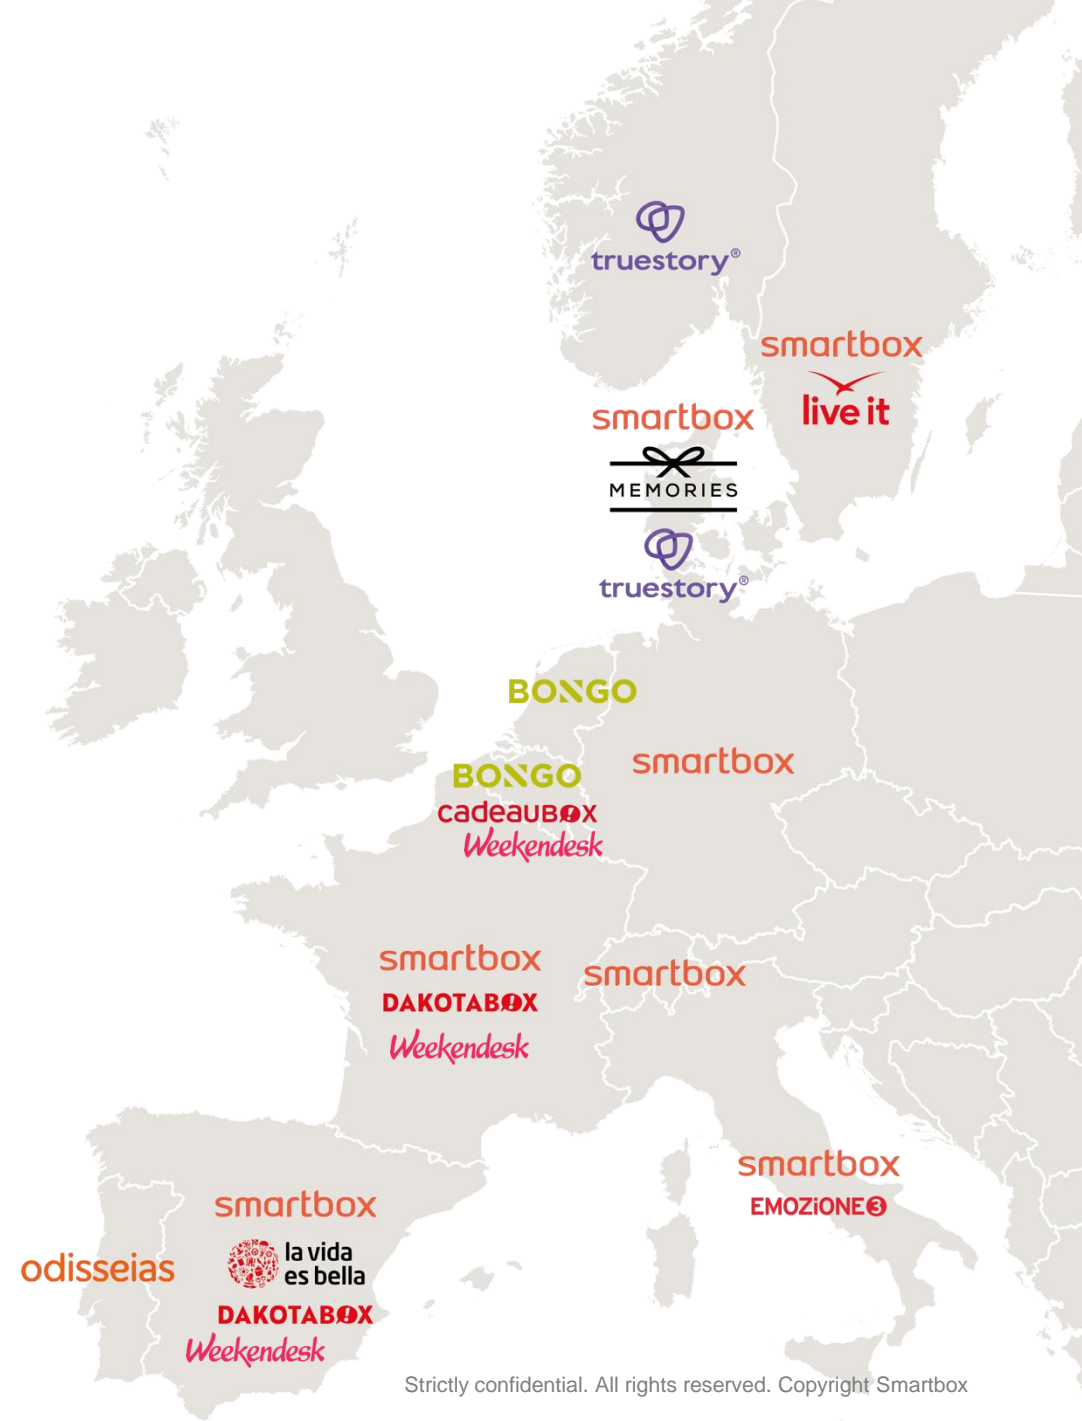 truestory®
smartbox
live it
smartbox
MEMORIES
truestory®
BONGO
smartbox
BONGO
cadeauBOX
Weekendesk
smartbox
smartbox
DAKOTABOX
Weekendesk
smartbox
EMOZiONE3
smartbox
la vida
es bella
odisseias
DAKOTABOX
Weekendesk
Strictly confidential. All rights reserved. Copyright Smartbox